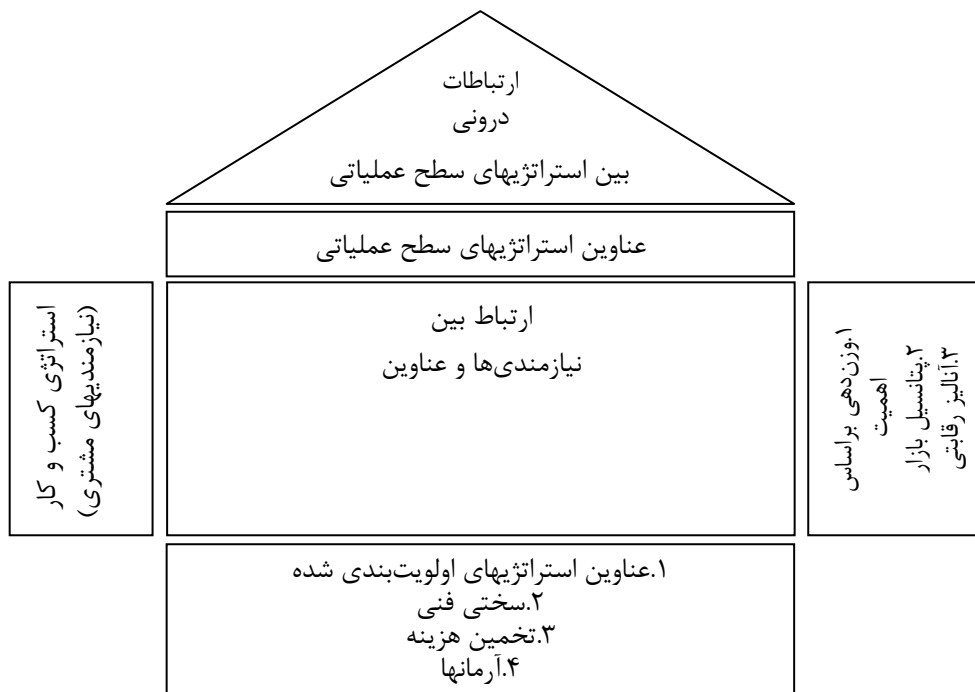 ارتباطات
درونی
بین استراتژیهای سطح عملیاتی
عناوین استراتژیهای سطح عملیاتی
۱.وزن‌دهی براساس
اهمیت
۲.پتانسیل بازار
۳.آنالیز رقابتی
ارتباط بین
نیازمندی‌ها و عناوین
استراتژی کسب و کار
(نیازمندیهای مشتری)
۱.عناوین استراتژیهای اولویت‌بندی شده
۲.سختی فنی
۳.تخمین هزینه
۴.آرمانها